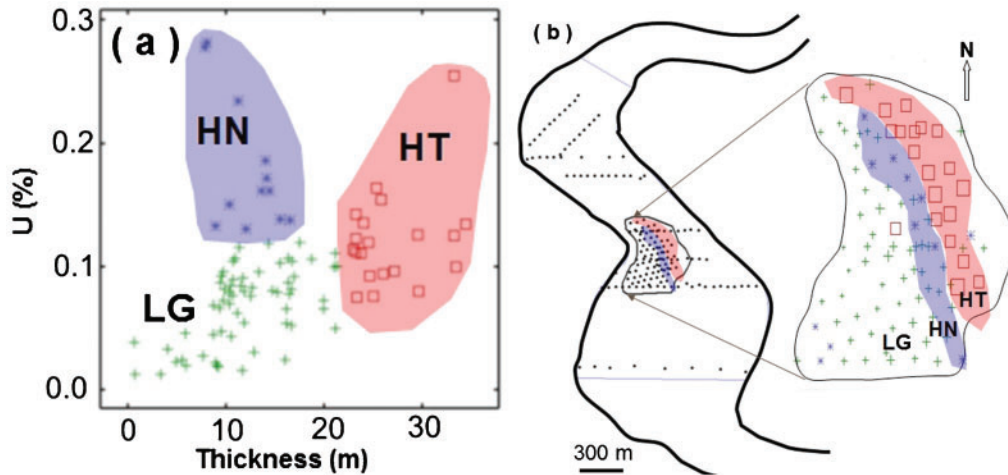 ( a )
0.3
0.2
0.1
0.0
U (%)
HN
HT
LG
0
10
20
30
Thickness (m)
( b )
N
HT
HN
LG
300 m